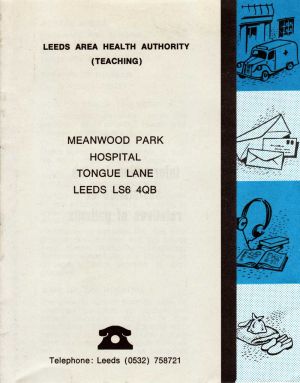 LEEDS AREA HEALTH AUTHORITY
(TEACHING)
MEANWOOD PARK
HOSPITAL
TONGUE LANE
LEEDS LS6 4QB
Telephone: Leeds (0532) 758721